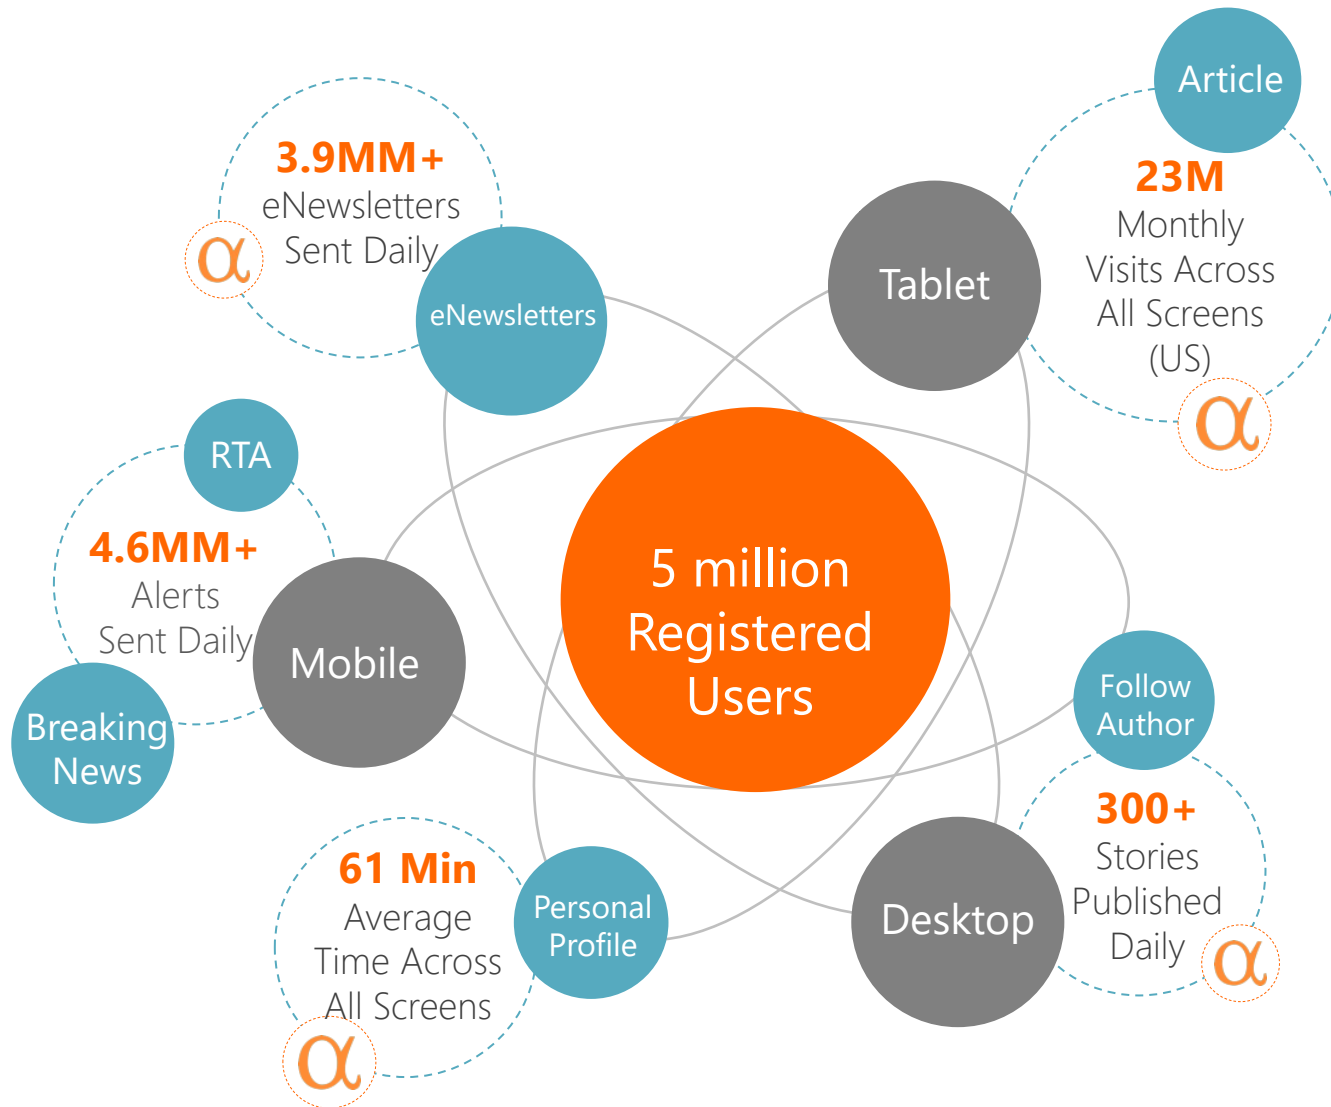 Article
3.9MM+
eNewsletters
Sent Daily
α
eNewsletters
Tablet
23M
Monthly
Visits Across
All Screens
(US)
α
RTA
4.6MM+
Alerts
Sent Daily
Mobile
Breaking
News
5 million
Registered
Users
Follow
Author
300+
Stories
Published
Daily
α
Desktop
61 Min
Average
Time Across
All Screens
α
Personal
Profile